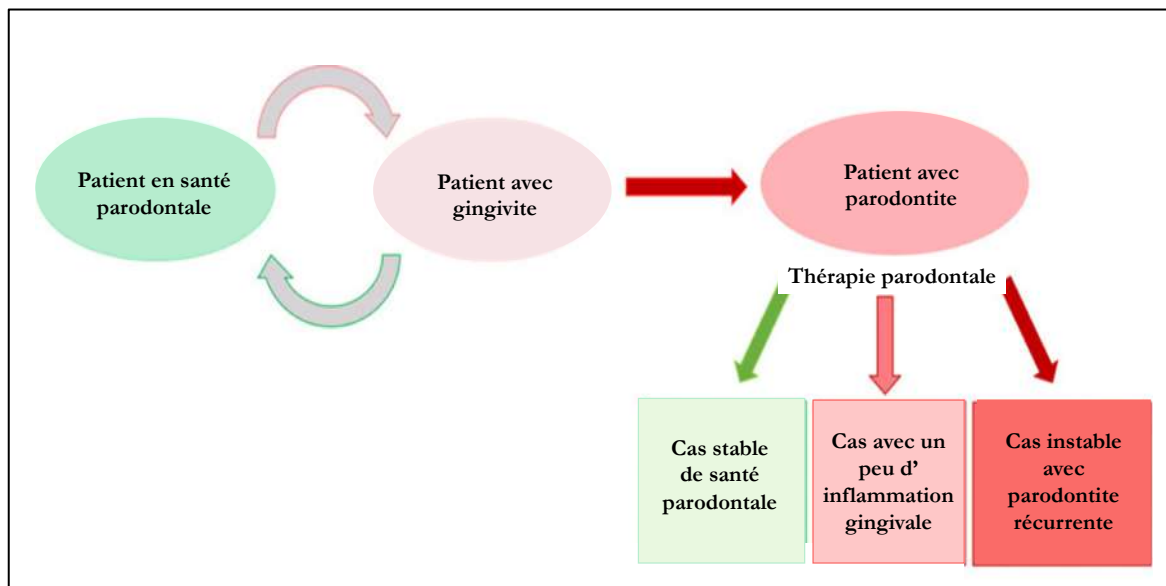 Patient en santé
parodontale
Patient avec
gingivite
Patient avec
parodontite
Thérapie parodontale
Cas stable
de santé
parodontale
Cas avec un
peu d’
inflammation
gingivale
Cas instable
avec
parodontite
récurrente